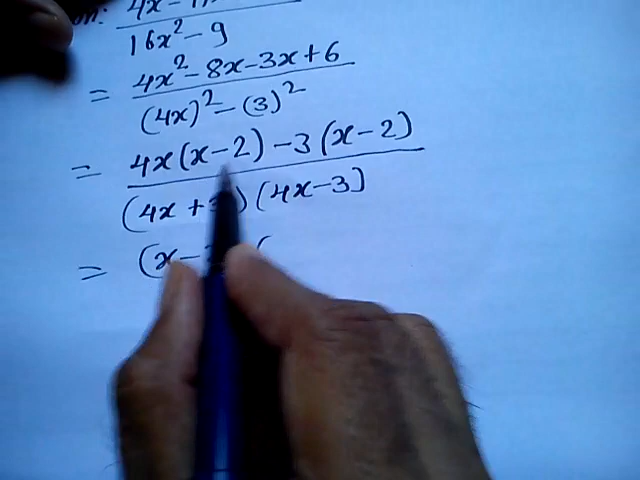 16x² - 9
= 4x² - 8x - 3x + 6
(4x)² - (3)²
= 4x(x - 2) - 3(x - 2)
(4x + 3)(4x - 3)
= (x - (